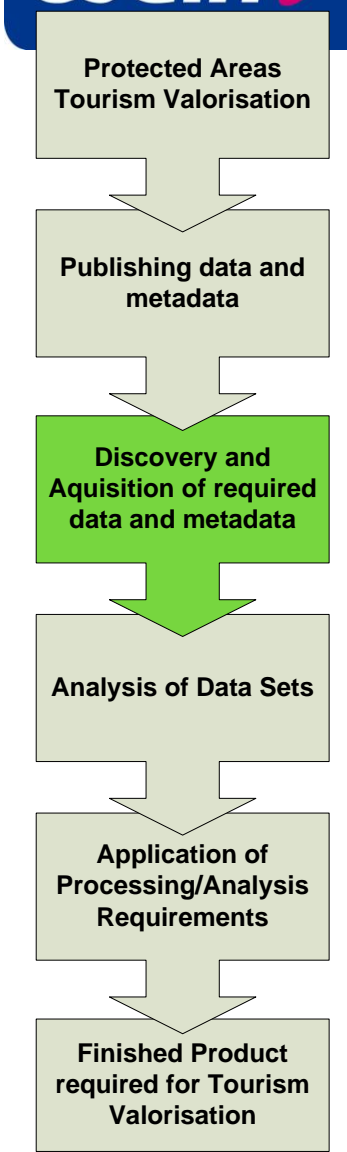 Protected Areas
Tourism Valorisation
Publishing data and
metadata
Discovery and
Aquisition of required
data and metadata
Analysis of Data Sets
Application of
Processing/Analysis
Requirements
Finished Product
required for Tourism
Valorisation